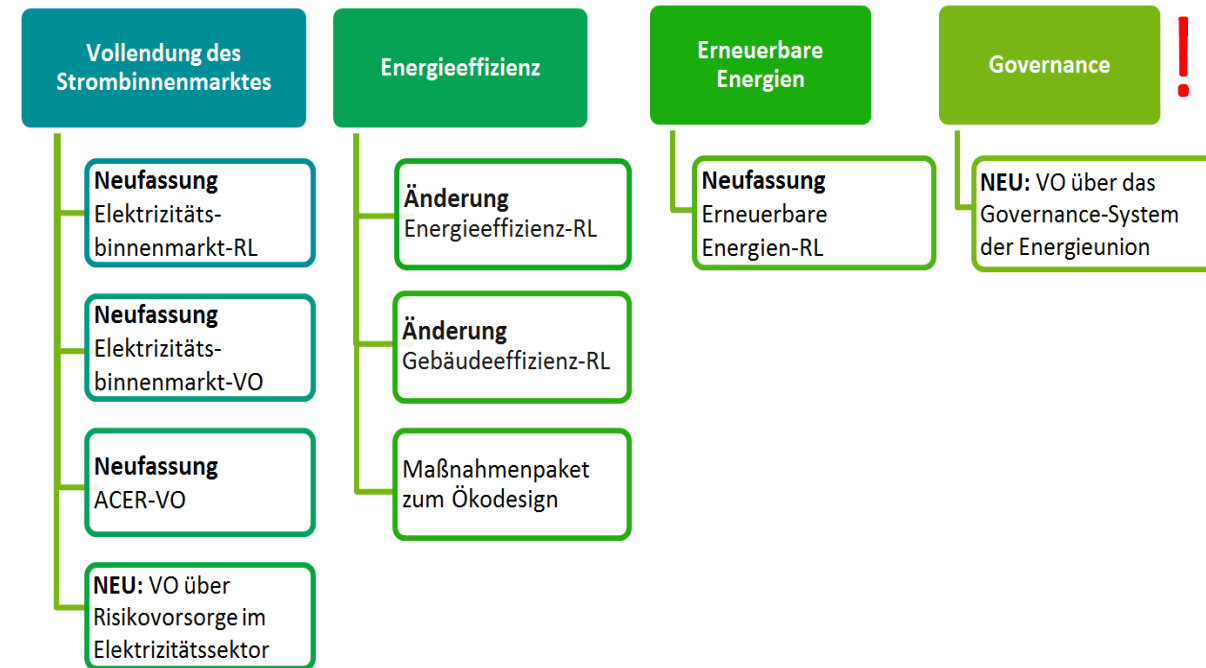 Vollendung des
Strombinnenmarktes
Neufassung
Elektrizitäts-
binnenmarkt-RL
Neufassung
Elektrizitäts-
binnenmarkt-VO
Neufassung
ACER-VO
NEU: VO über
Risikovorsorge im
Elektrizitätssektor
Energieeffizienz
Änderung
Energieeffizienz-RL
Änderung
Gebäudeeffizienz-RL
Maßnahmenpaket
zum Ökodesign
Erneuerbare
Energien
Neufassung
Erneuerbare
Energien-RL
Governance
!
NEU: VO über das
Governance-System
der Energieunion